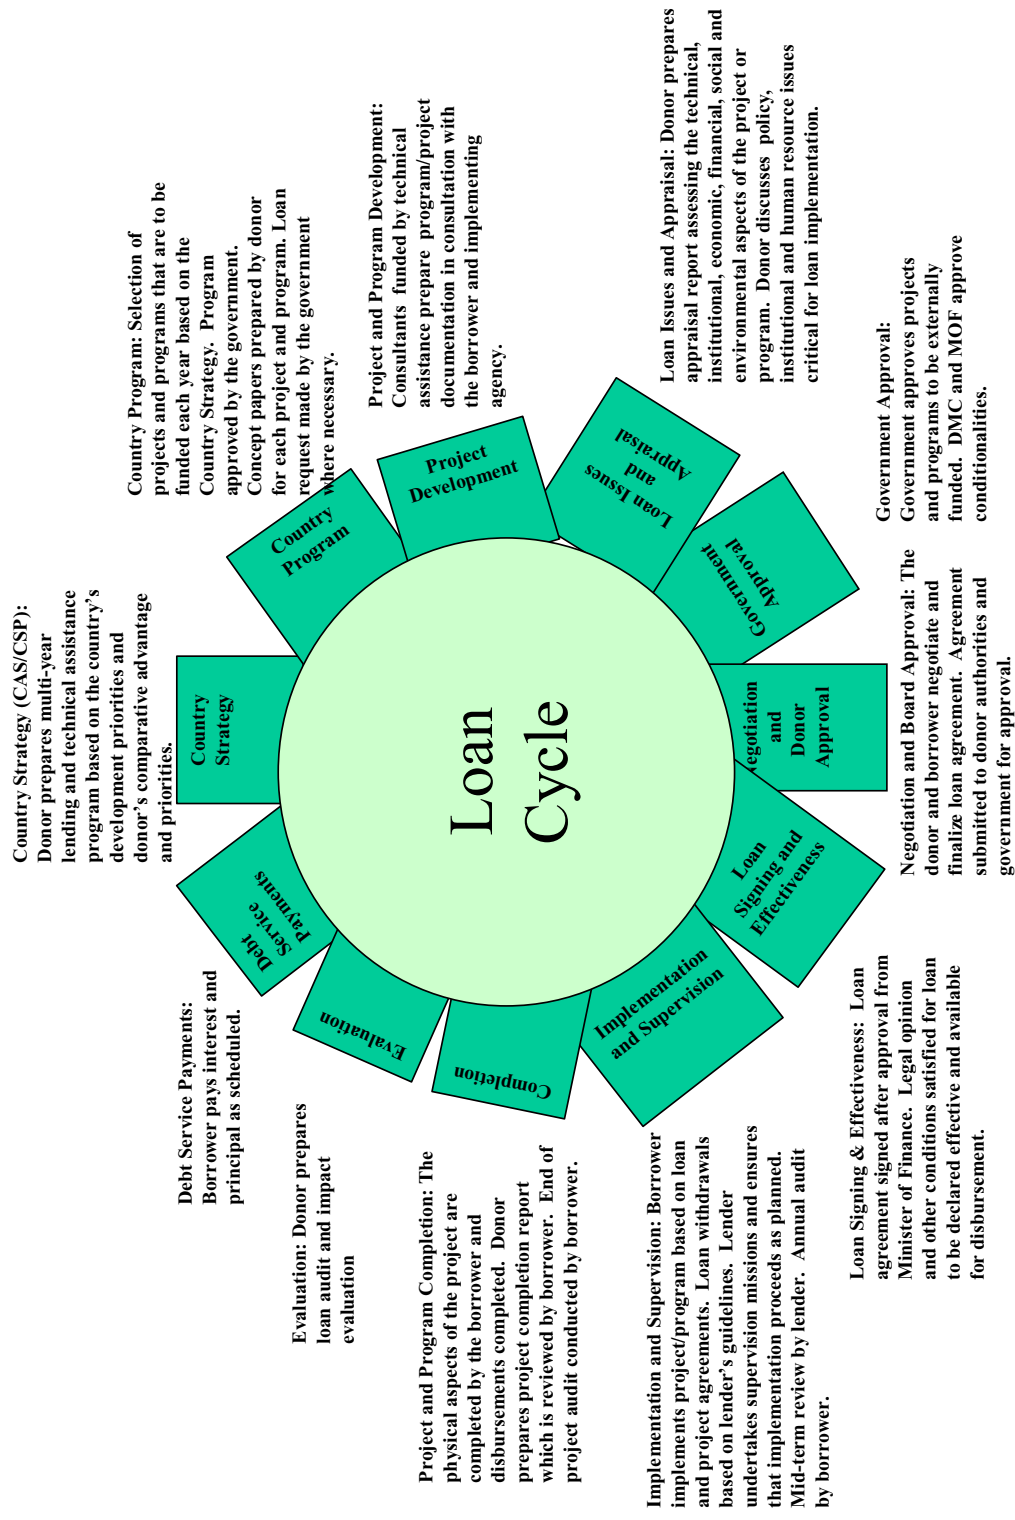 Country Strategy (CAS/CSP):
Donor prepares multi-year
lending and technical assistance
program based on the country's
development priorities and
donor's comparative advantage
and priorities.
Country Program: Selection of
projects and programs that are to be
funded each year based on the
Country Strategy. Program
approved by the government.
Concept papers prepared by donor
for each project and program. Loan
request made by the government
where necessary.
Project and Program Development:
Consultants funded by technical
assistance prepare program/project
documentation in consultation with
the borrower and implementing
agency.
Loan Issues and Appraisal: Donor prepares
appraisal report assessing the technical,
institutional, economic, financial, social and
environmental aspects of the project or
program. Donor discusses policy,
institutional and human resource issues
critical for loan implementation.
Government Approval:
Government approves projects
and programs to be externally
funded. DMC and MOF approve
conditionalities.
Negotiation and Board Approval: The
donor and borrower negotiate and
finalize loan agreement. Agreement
submitted to donor authorities and
government for approval.
Loan Signing & Effectiveness: Loan
agreement signed after approval from
Minister of Finance. Legal opinion
and other conditions satisfied for loan
to be declared effective and available
for disbursement.
Implementation and Supervision: Borrower
implements project/program based on loan
and project agreements. Loan withdrawals
based on lender's guidelines. Lender
undertakes supervision missions and ensures
that implementation proceeds as planned.
Mid-term review by lender. Annual audit
by borrower.
Project and Program Completion: The
physical aspects of the project are
completed by the borrower and
disbursements completed. Donor
prepares project completion report
which is reviewed by borrower. End of
project audit conducted by borrower.
Evaluation: Donor prepares
loan audit and impact
evaluation
Debt Service Payments:
Borrower pays interest and
principal as scheduled.
Country
Strategy
Country
Program
Project
Development
Loan Issues
and
Appraisal
Government
Approval
egotiation
and
Donor
Approval
Loan
Signing and
Effectiveness
Implementation
and Supervision
Completion
Evaluation
Debt
Service
Payments
Loan
Cycle